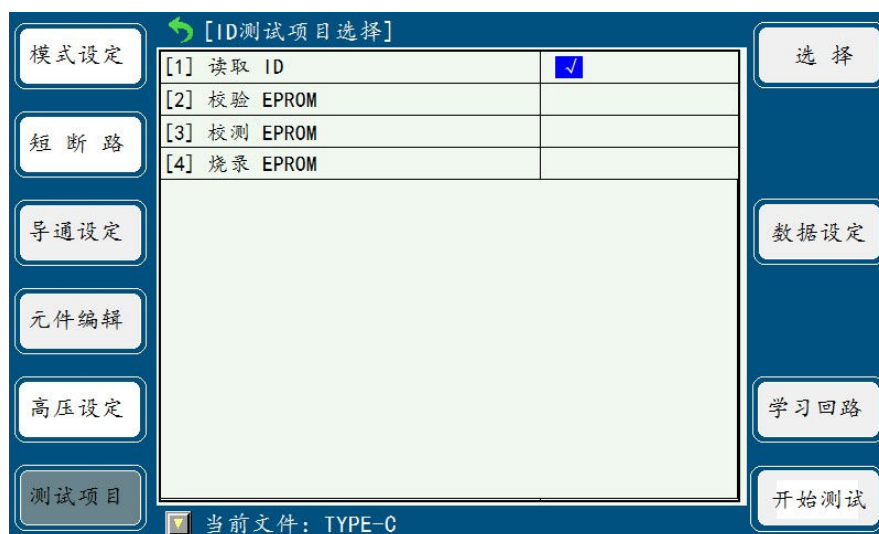 模式设定
短 断 路
导通设定
元件编辑
高压设定
测试项目
[ID测试项目选择]
[1] 读取 ID √
[2] 校验 EPROM
[3] 校测 EPROM
[4] 烧录 EPROM
当前文件: TYPE-C
选 择
数据设定
学习回路
开始测试